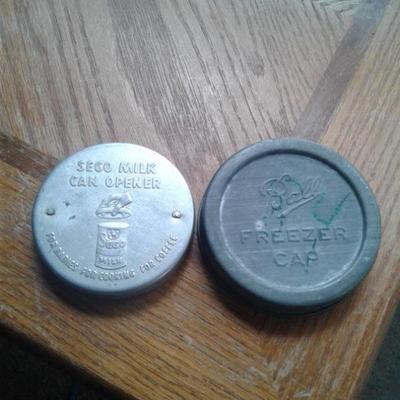 SEGO MILK
CAN OPENER
SEGO
MILK
FOR BABIES FOR COOKING FOR COFFEE
Ball
FREEZER
CAP